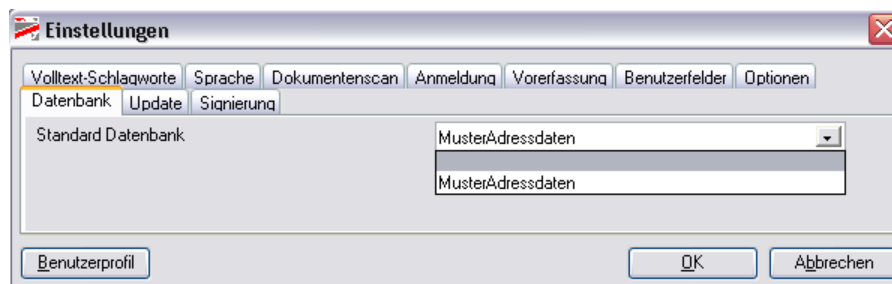 Einstellungen
Volltext-Schlagworte Sprache Dokumentenscan Anmeldung Vorerfassung Benutzerfelder Optionen
Datenbank Update Signierung
Standard Datenbank MusterAdressdaten
MusterAdressdaten
Benutzerprofil OK Abbrechen